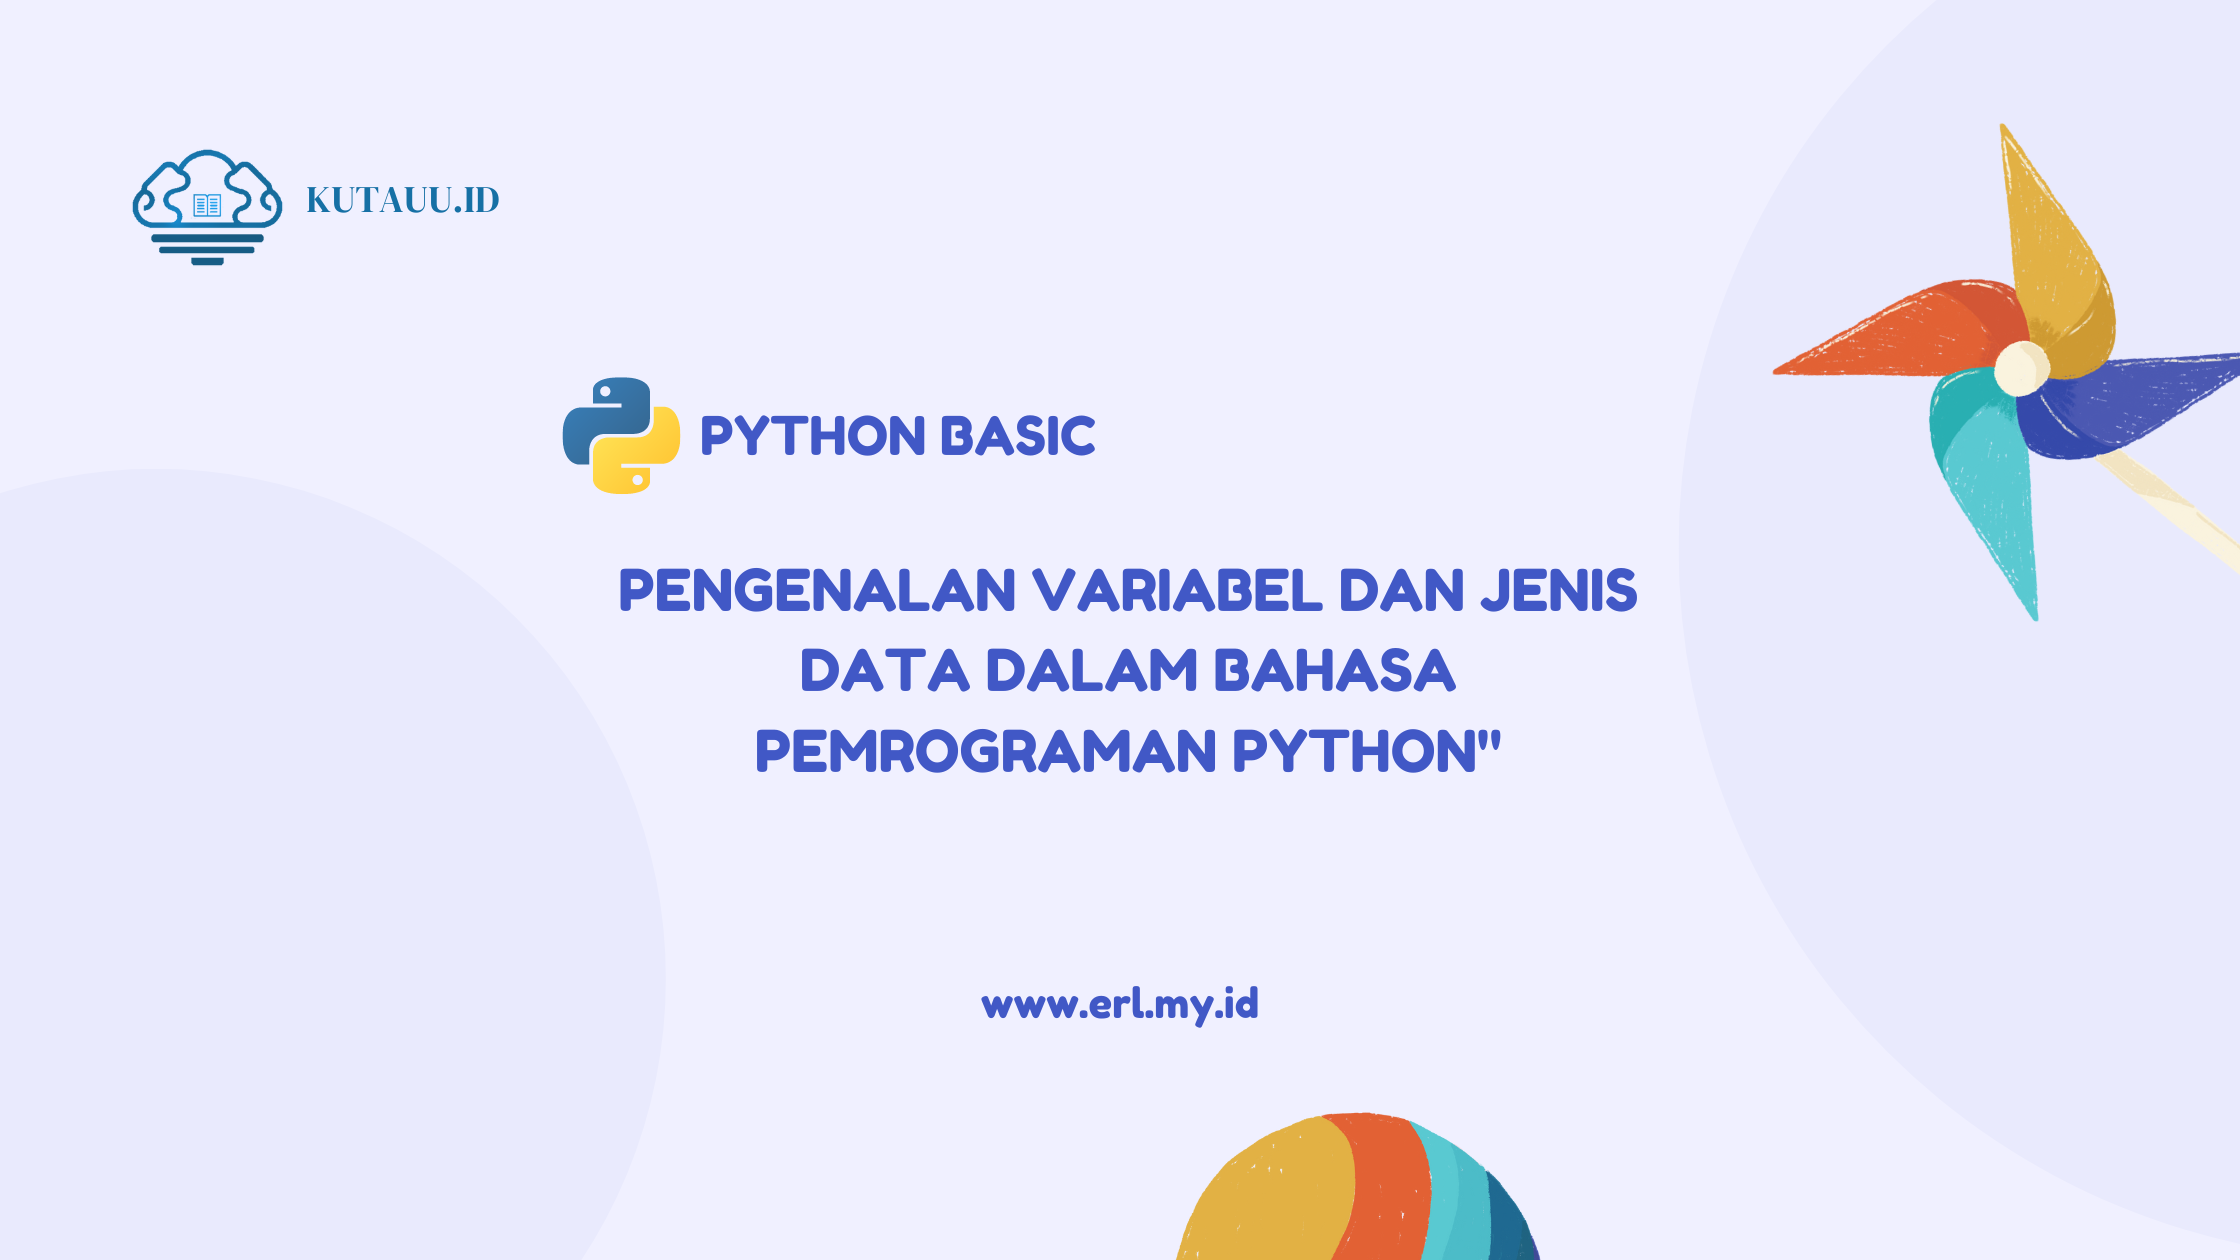 KUTAUU.ID
PYTHON BASIC
PENGENALAN VARIABEL DAN JENIS
DATA DALAM BAHASA
PEMROGRAMAN PYTHON"
www.erl.my.id